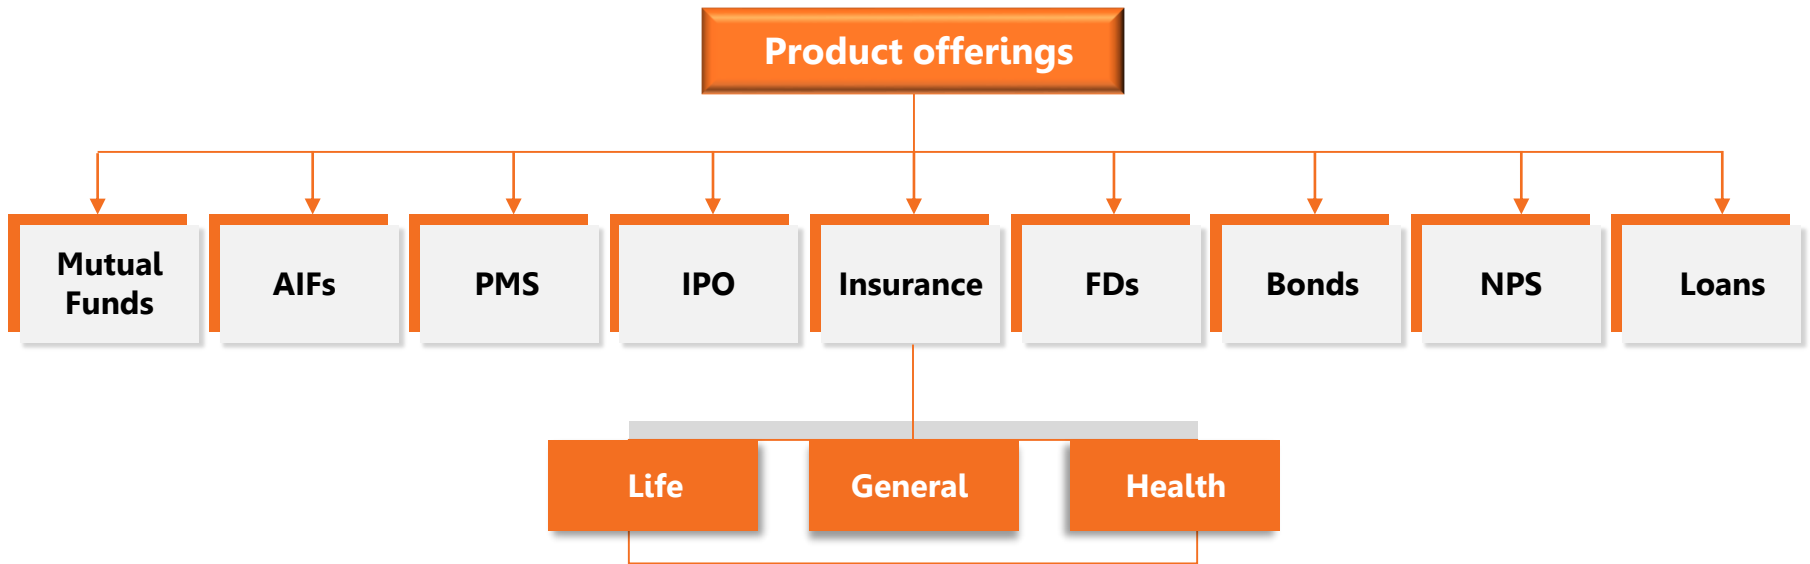 Product offerings
Mutual
Funds
AIFs
PMS
IPO
Insurance
FDs
Bonds
NPS
Loans
Life
General
Health